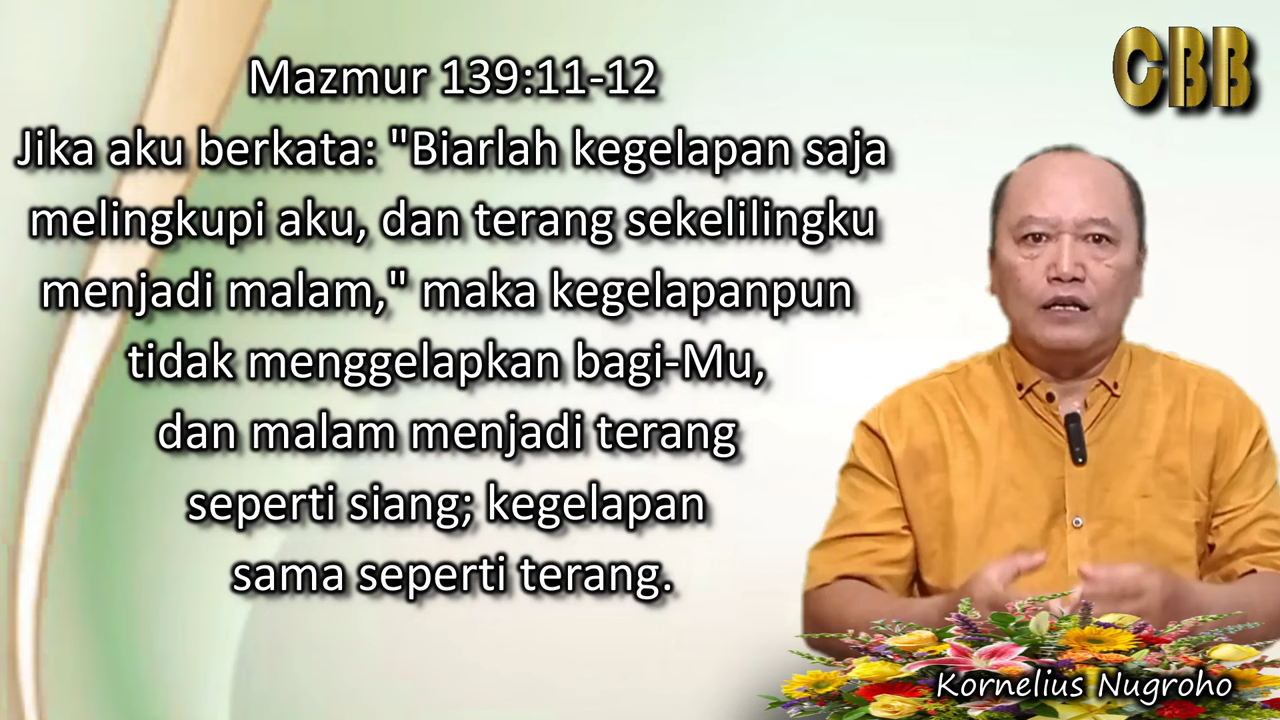 CBB
Mazmur 139:11-12
Jika aku berkata: "Biarlah kegelapan saja
melingkupi aku, dan terang sekelilingku
menjadi malam," maka kegelapanpun
tidak menggelapkan bagi-Mu,
dan malam menjadi terang
seperti siang; kegelapan
sama seperti terang.
Kornelius Nugroho